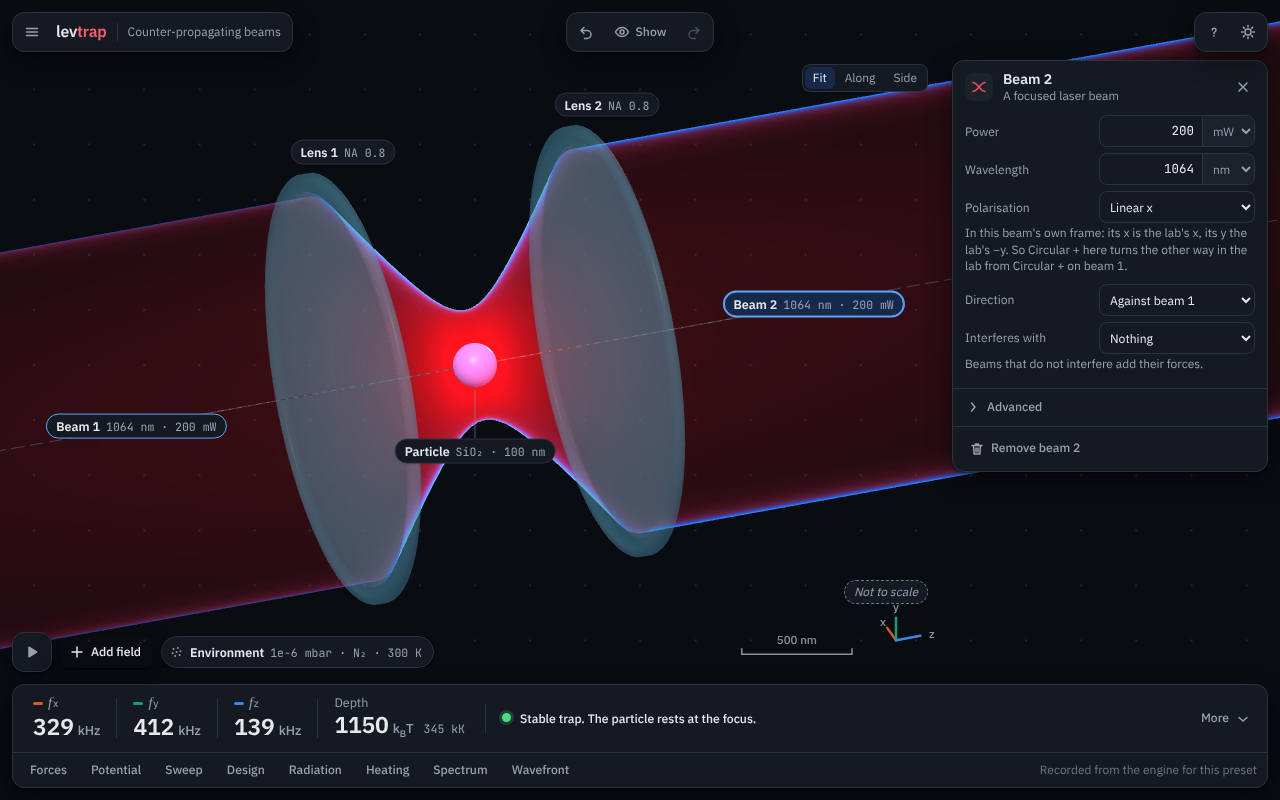 levtrap
Counter-propagating beams
Show
?
Fit
Along
Side
Beam 2
A focused laser beam
Power
200
mW
Wavelength
1064
nm
Polarisation
Linear x
In this beam's own frame: its x is the lab's x, its y the
lab's −y. So Circular + here turns the other way in the
lab from Circular + on beam 1.
Direction
Against beam 1
Interferes with
Nothing
Beams that do not interfere add their forces.
Advanced
Remove beam 2
Lens 1 NA 0.8
Lens 2 NA 0.8
Beam 2 1064 nm · 200 mW
Beam 1 1064 nm · 200 mW
Particle SiO₂ · 100 nm
Not to scale
y
x
z
500 nm
Add field
Environment 1e-6 mbar · N₂ · 300 K
fx
329 kHz
fy
412 kHz
fz
139 kHz
Depth
1150 kBT 345 kK
Stable trap. The particle rests at the focus.
More
Forces
Potential
Sweep
Design
Radiation
Heating
Spectrum
Wavefront
Recorded from the engine for this preset